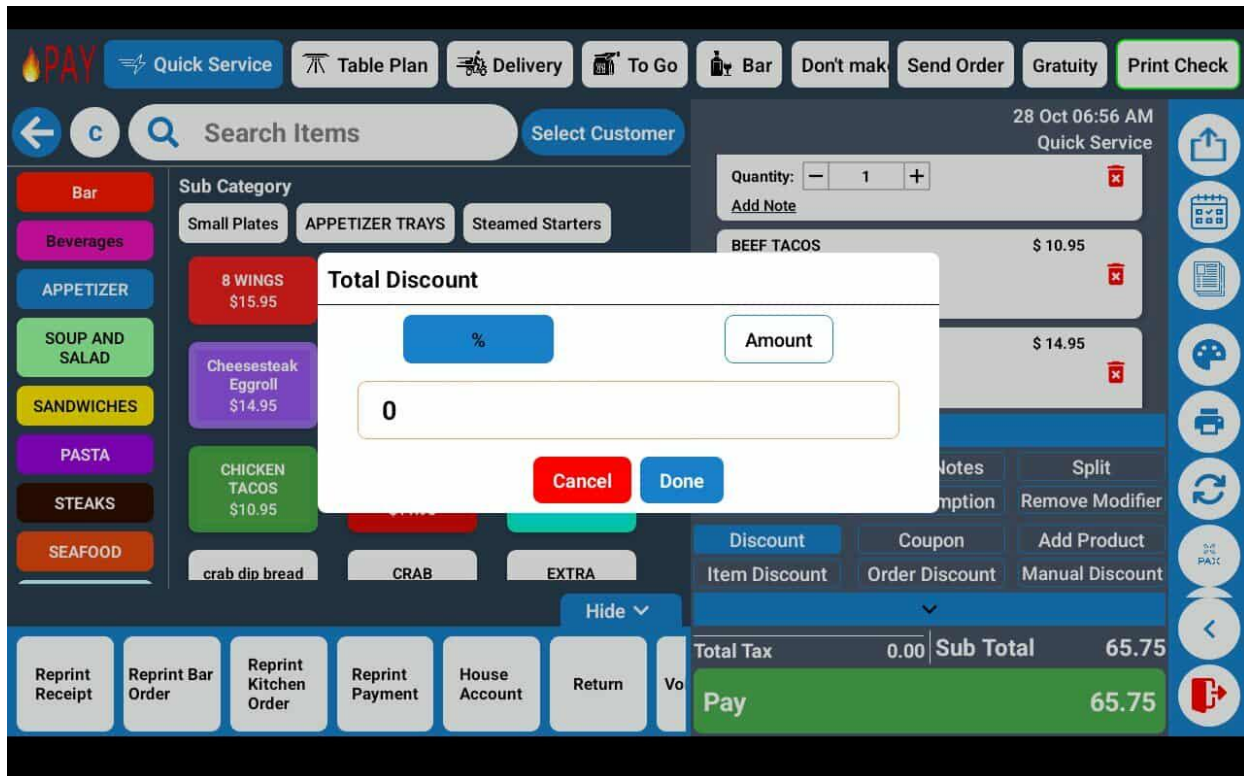 PAY
Quick Service
Table Plan
Delivery
To Go
Bar
Don't mak
Send Order
Gratuity
Print Check
C
Search Items
Select Customer
28 Oct 06:56 AM
Quick Service
Bar
Beverages
APPETIZER
SOUP AND
SALAD
SANDWICHES
PASTA
STEAKS
SEAFOOD
Sub Category
Small Plates
APPETIZER TRAYS
Steamed Starters
8 WINGS
$15.95
Cheesesteak
Eggroll
$14.95
CHICKEN
TACOS
$10.95
crab dip bread
CRAB
EXTRA
Quantity: − 1 +
Add Note
BEEF TACOS
$ 10.95
$ 14.95
Total Discount
%
Amount
0
Cancel
Done
Notes
Split
mption
Remove Modifier
Discount
Coupon
Add Product
Item Discount
Order Discount
Manual Discount
PAX
Hide
Reprint
Receipt
Reprint Bar
Order
Reprint
Kitchen
Order
Reprint
Payment
House
Account
Return
Vo
Total Tax
0.00
Sub Total
65.75
Pay
65.75